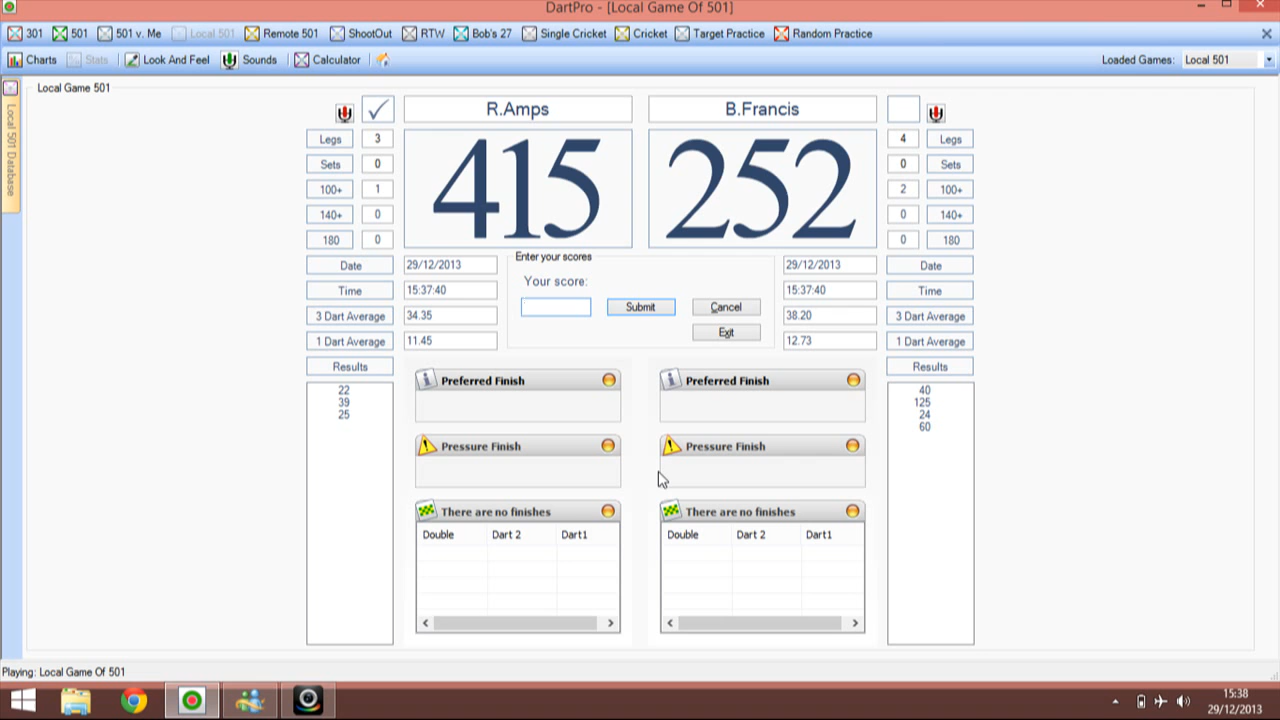 DartPro - [Local Game Of 501]
301 501 501 v. Me Local 501 Remote 501 ShootOut RTW Bob's 27 Single Cricket Cricket Target Practice Random Practice
Charts Stats Look And Feel Sounds Calculator Loaded Games: Local 501
Local 501 Database
Local Game 501
R.Amps B.Francis
Legs 3 415 252 4 Legs
Sets 0 0 Sets
100+ 1 2 100+
140+ 0 0 140+
180 0 0 180
Date 29/12/2013 Enter your scores 29/12/2013 Date
Time 15:37:40 Your score: 15:37:40 Time
3 Dart Average 34.35 Submit Cancel 38.20 3 Dart Average
1 Dart Average 11.45 Exit 12.73 1 Dart Average
Results Results
22 Preferred Finish Preferred Finish 40
39 125
25 24
60
Pressure Finish Pressure Finish
There are no finishes There are no finishes
Double Dart 2 Dart1 Double Dart 2 Dart1
Playing: Local Game Of 501
15:38
29/12/2013